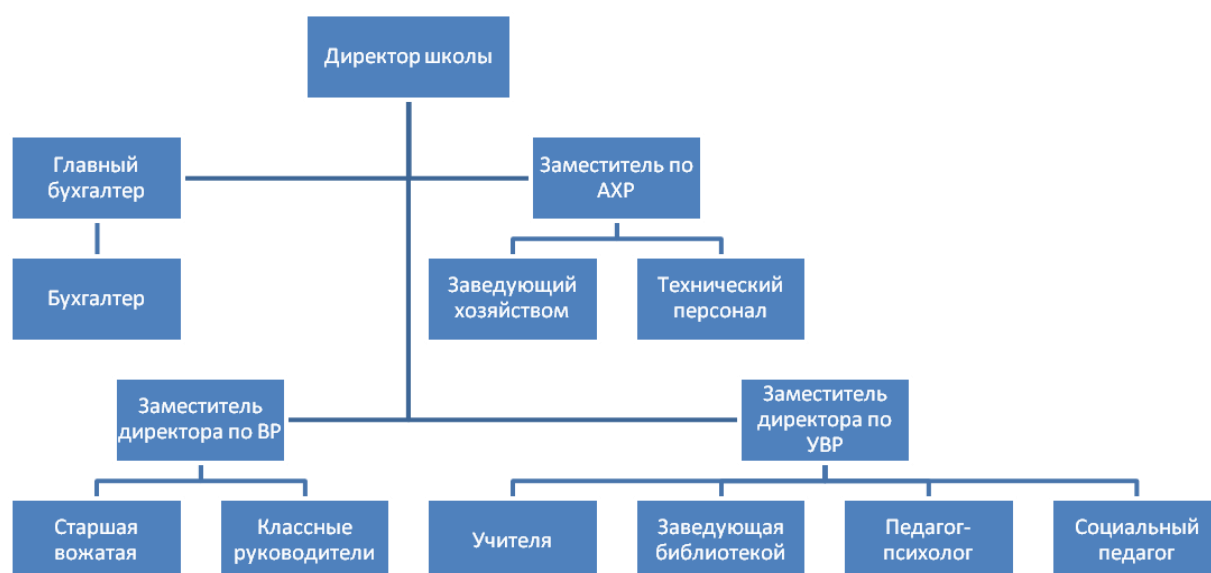 Директор школы
Главный
бухгалтер
Заместитель по
АХР
Бухгалтер
Заведующий
хозяйством
Технический
персонал
Заместитель
директора по ВР
Заместитель
директора по
УВР
Старшая
вожатая
Классные
руководители
Учителя
Заведующая
библиотекой
Педагог-
психолог
Социальный
педагог